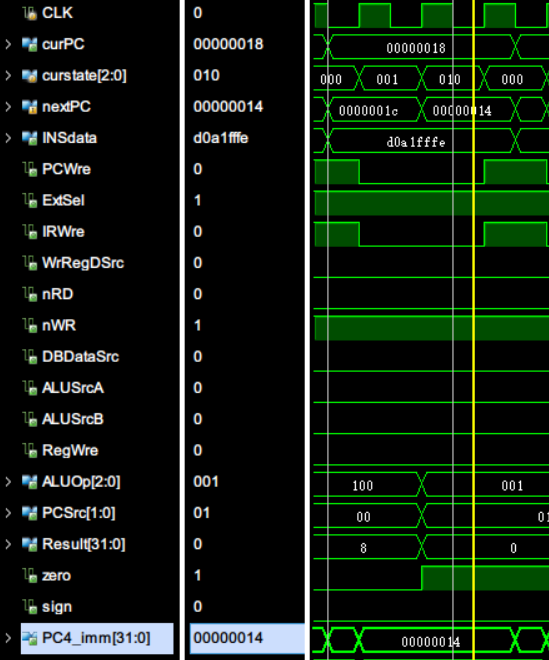 CLK 0
curPC 00000018 00000018
curstate[2:0] 010 000 001 010 000
nextPC 00000014 0000001c 00000014
INSdata d0a1fffe d0a1fffe
PCWre 0
ExtSel 1
IRWre 0
WrRegDSrc 0
nRD 0
nWR 1
DBDataSrc 0
ALUSrcA 0
ALUSrcB 0
RegWre 0
ALUOp[2:0] 001 100 001
PCSrc[1:0] 01 00 01
Result[31:0] 0 8 0
zero 1
sign 0
PC4_imm[31:0] 00000014 00000014